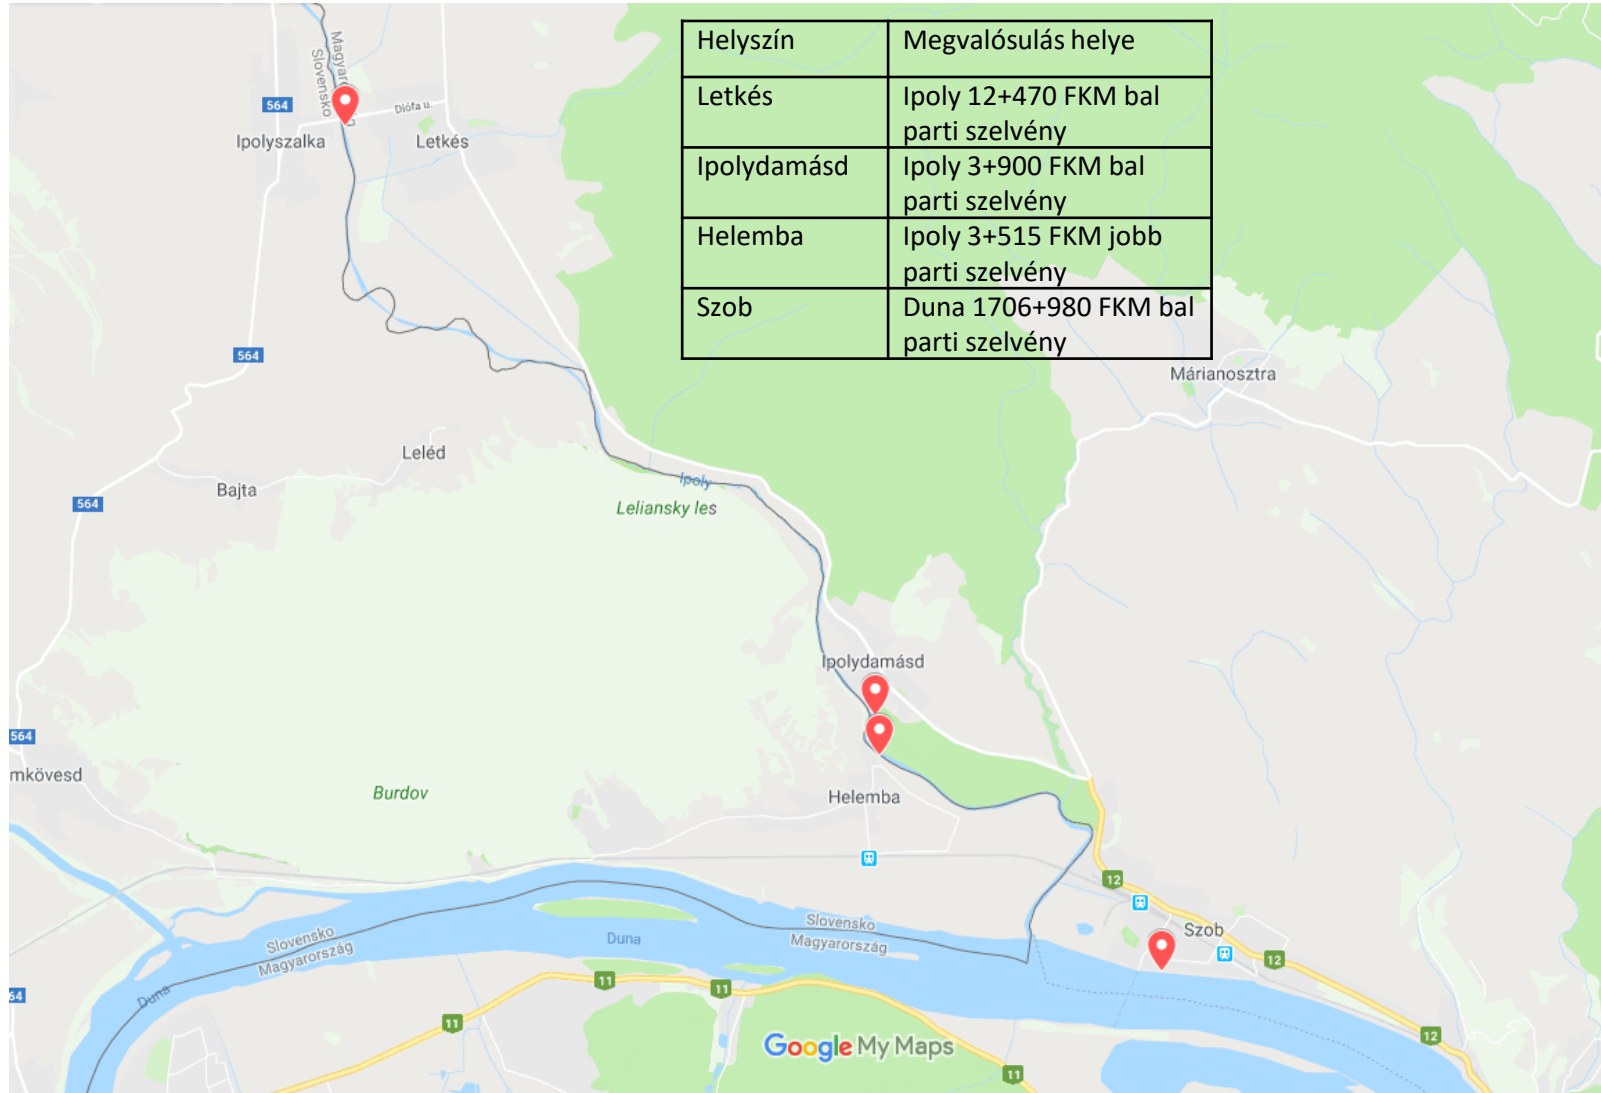 Helyszín Megvalósulás helye
Letkés Ipoly 12+470 FKM bal
parti szelvény
Ipolydamásd Ipoly 3+900 FKM bal
parti szelvény
Helemba Ipoly 3+515 FKM jobb
parti szelvény
Szob Duna 1706+980 FKM bal
parti szelvény
Slovensko
564
Diófa u.
Ipolyszalka
Letkés
564
Márianosztra
Leléd
Bajta
Ipoly
564
Leliansky les
Ipolydamásd
564
mkövesd
Burdov
Helemba
12
Slovensko
Magyarország
Slovensko
Magyarország
Duna
Szob
12
11
11
Duna
64
11
12
Google My Maps
11